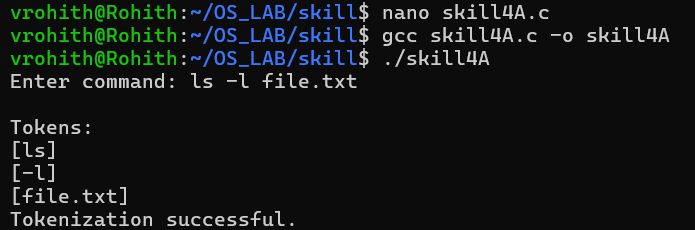 vrohith@Rohith:~/OS_LAB/skill$ nano skill4A.c
vrohith@Rohith:~/OS_LAB/skill$ gcc skill4A.c -o skill4A
vrohith@Rohith:~/OS_LAB/skill$ ./skill4A
Enter command: ls -l file.txt

Tokens:
[ls]
[-l]
[file.txt]
Tokenization successful.